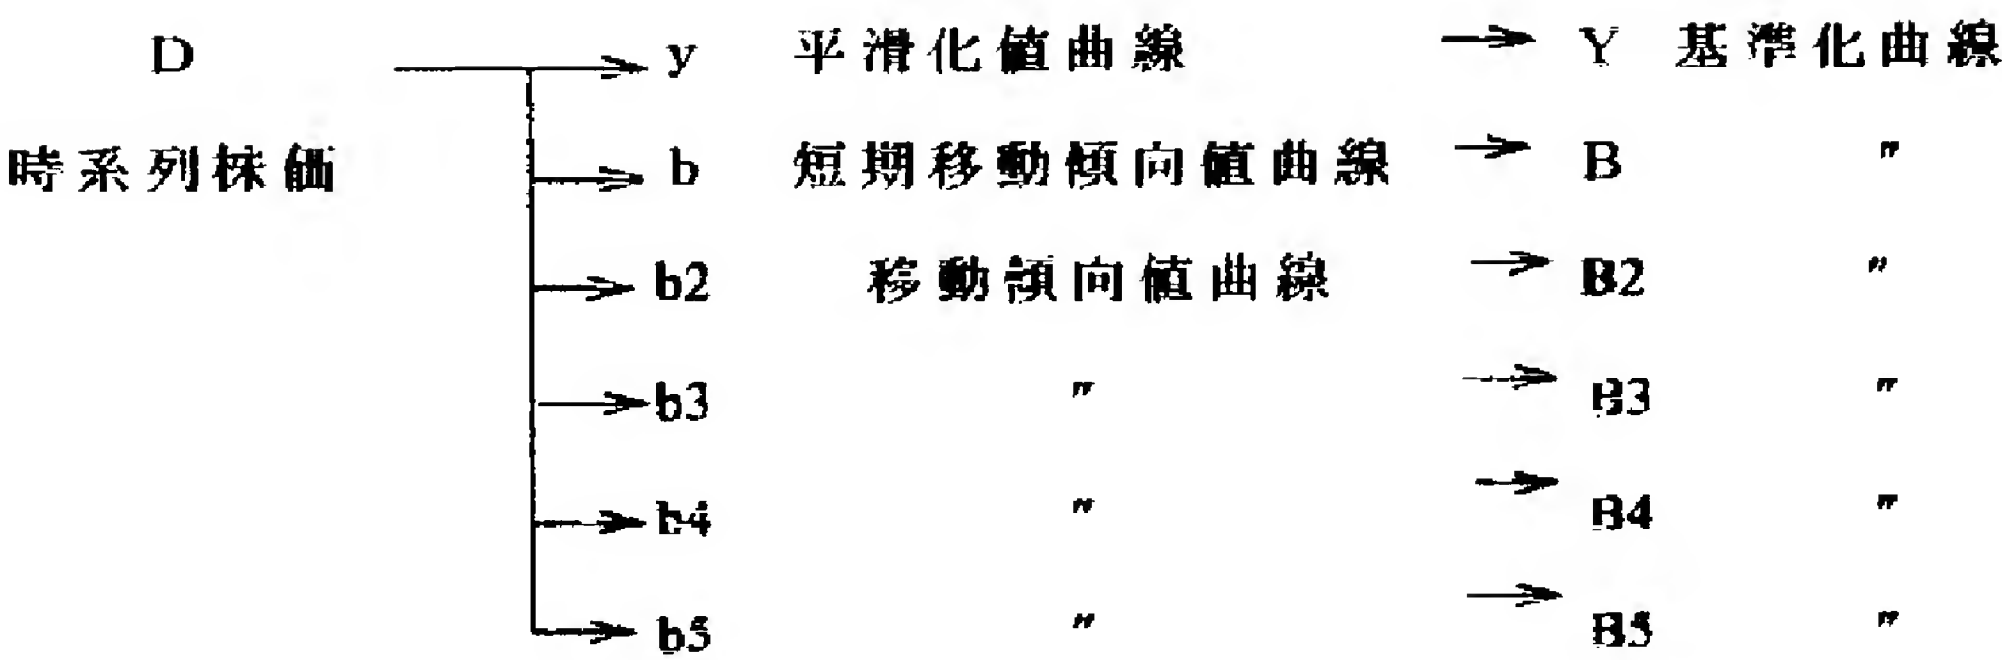 D → y 平滑化値曲線 → Y 基準化曲線
時系列株価 → b 短期移動傾向値曲線 → B 〃
→ b2 移動傾向値曲線 → B2 〃
→ b3 〃 → B3 〃
→ b4 〃 → B4 〃
→ b5 〃 → B5 〃